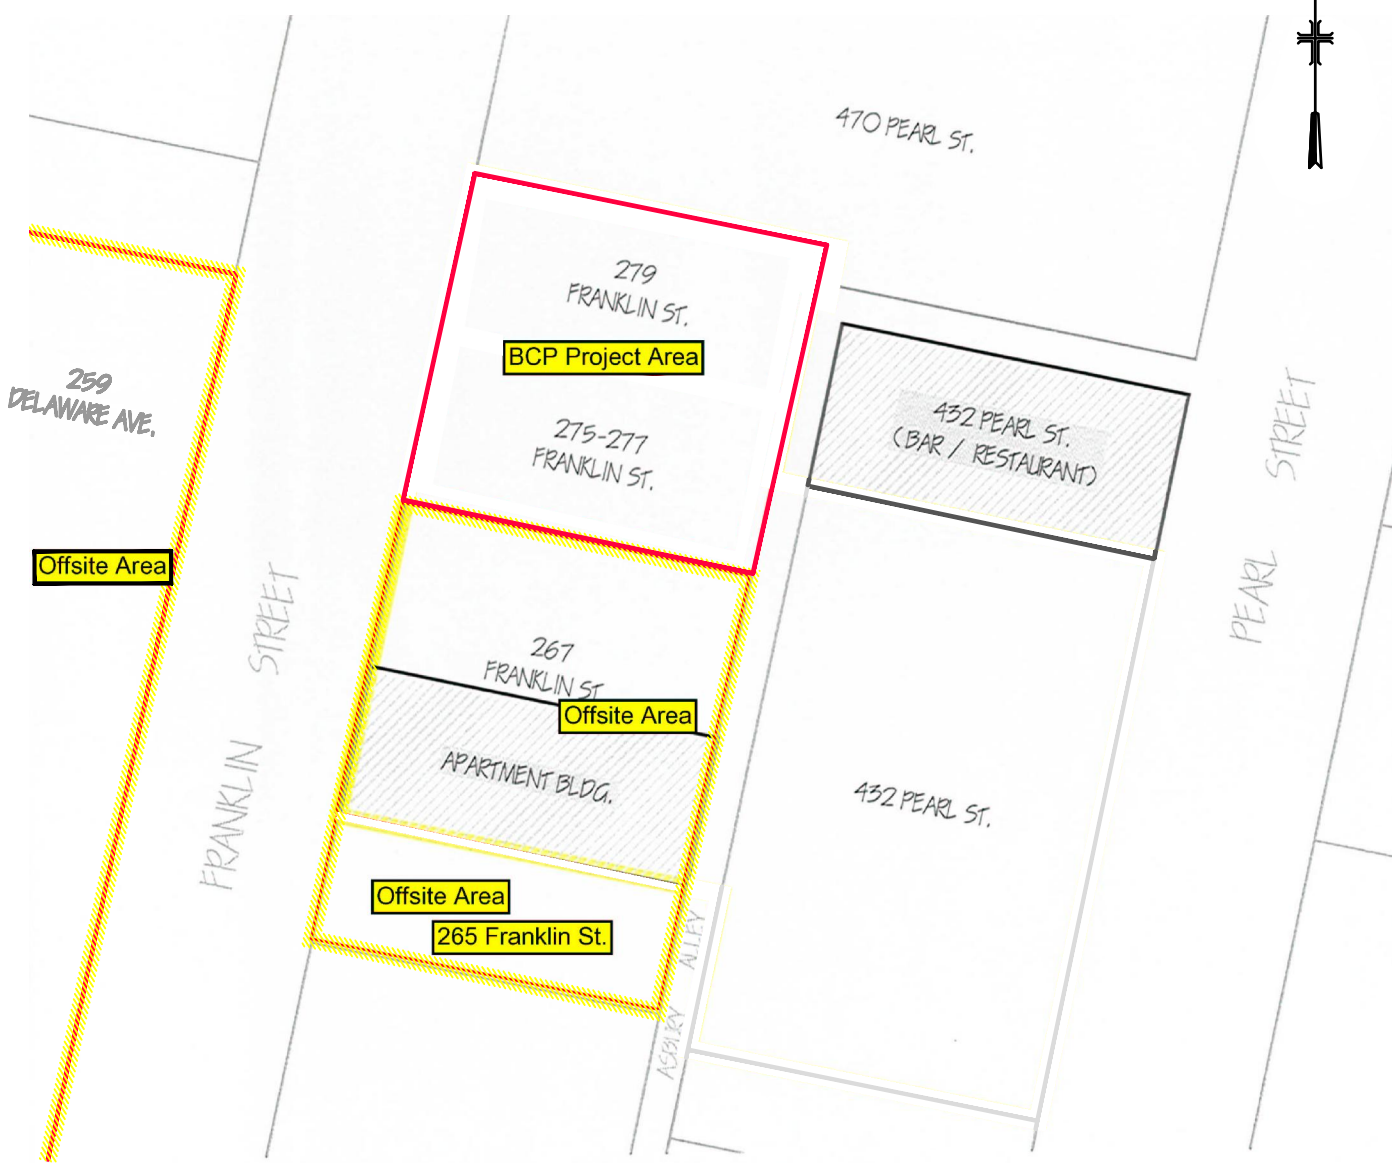 470 PEARL ST.
279
FRANKLIN ST.
BCP Project Area
259
DELAWARE AVE.
275-277
FRANKLIN ST.
432 PEARL ST.
(BAR / RESTAURANT)
PEARL STREET
Offsite Area
FRANKLIN STREET
267
FRANKLIN ST
Offsite Area
APARTMENT BLDG.
432 PEARL ST.
Offsite Area
265 Franklin St.
ASBURY ALLEY